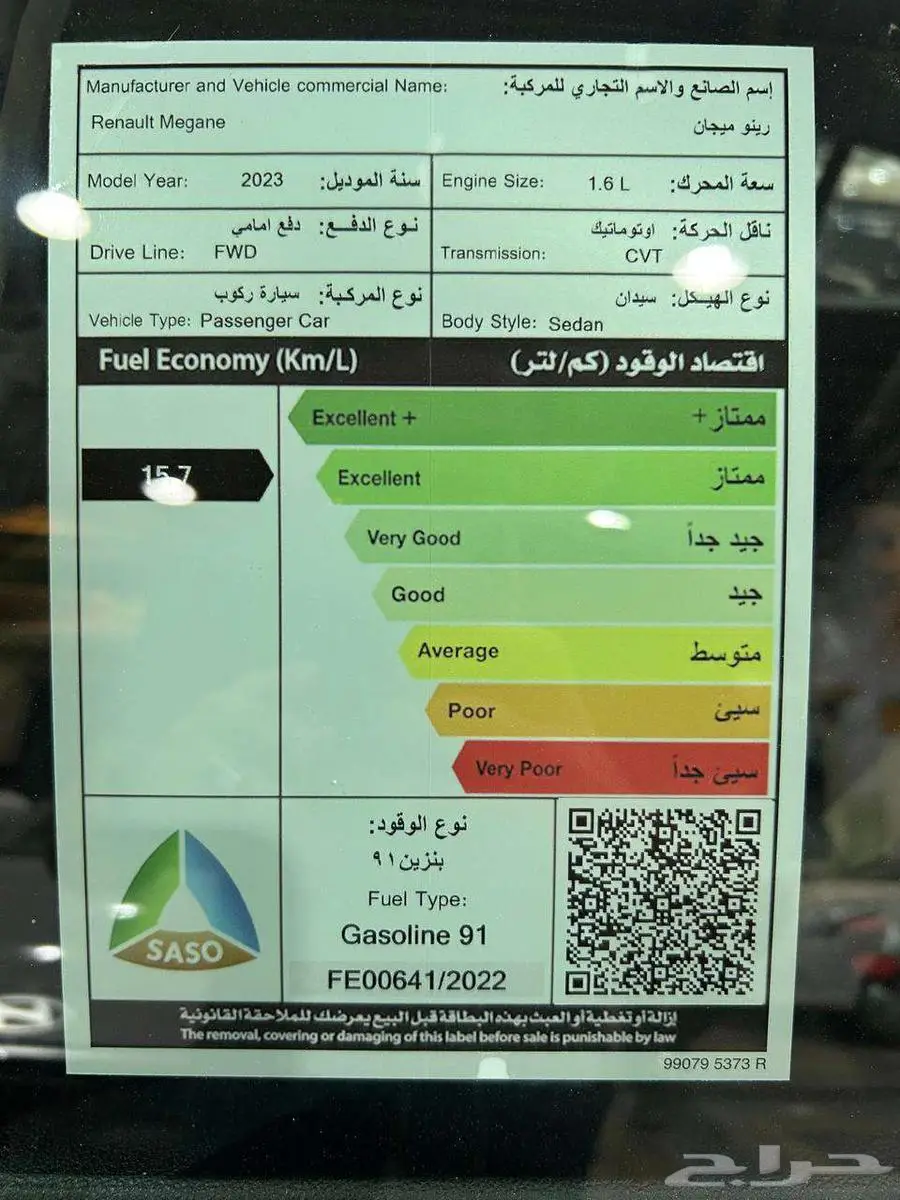 Manufacturer and Vehicle commercial Name: إسم الصانع والاسم التجاري للمركبة:
Renault Megane رينو ميجان
Model Year: 2023 سنة الموديل:
Engine Size: 1.6 L سعة المحرك:
نوع الدفـــع: دفع امامي
Drive Line: FWD
ناقل الحركة: اوتوماتيك
Transmission: CVT
نوع المركبة: سيارة ركوب
Vehicle Type: Passenger Car
نوع الهيـكل: سيدان
Body Style: Sedan
Fuel Economy (Km/L) اقتصاد الوقود (كم/لتر)
Excellent + ممتاز +
15.7
Excellent ممتاز
Very Good جيد جداً
Good جيد
Average متوسط
Poor سيئ
Very Poor سيئ جداً
SASO
نوع الوقود:
بنزين ٩١
Fuel Type:
Gasoline 91
FE00641/2022
إزالة أو تغطية أو العبث بهذه البطاقة قبل البيع يعرضك للملاحقة القانونية
The removal, covering or damaging of this label before sale is punishable by law
99079 5373 R
حراج